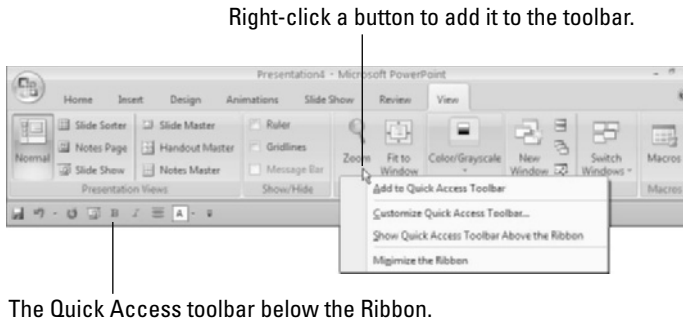 Right-click a button to add it to the toolbar.
Presentation4 - Microsoft PowerPoint
Home Insert Design Animations Slide Show Review View
Normal
Slide Sorter
Notes Page
Slide Show
Slide Master
Handout Master
Notes Master
Presentation Views
Ruler
Gridlines
Message Bar
Show/Hide
Zoom
Fit to
Window
Color/Grayscale
New
Window
Switch
Windows
Macros
Macros
Add to Quick Access Toolbar
Customize Quick Access Toolbar...
Show Quick Access Toolbar Above the Ribbon
Minimize the Ribbon
B I A
The Quick Access toolbar below the Ribbon.